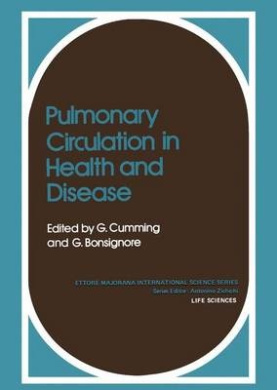 Pulmonary
Circulation in
Health and
Disease
Edited by G. Cumming
and G. Bonsignore
ETTORE MAJORANA INTERNATIONAL SCIENCE SERIES
Series Editor: Antonino Zichichi
LIFE SCIENCES